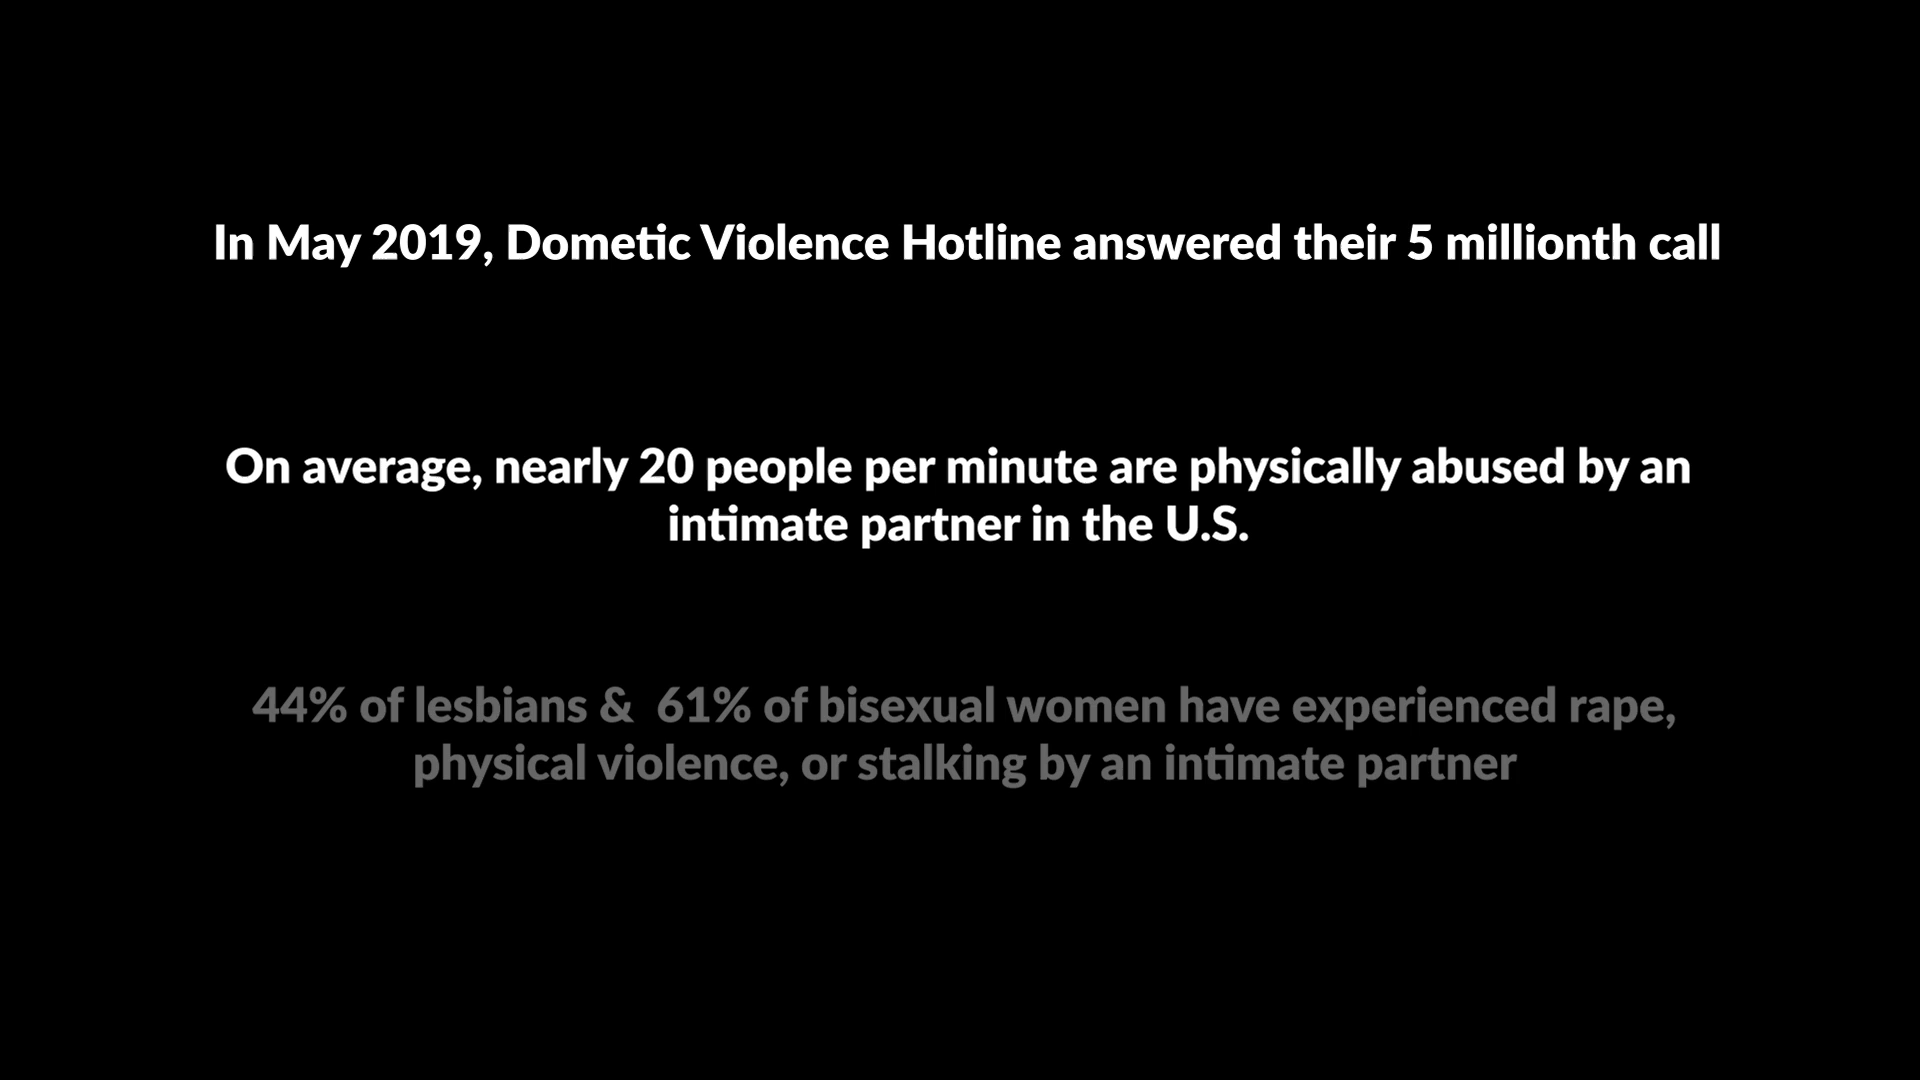 In May 2019, Dometic Violence Hotline answered their 5 millionth call
On average, nearly 20 people per minute are physically abused by an
intimate partner in the U.S.
44% of lesbians &  61% of bisexual women have experienced rape,
physical violence, or stalking by an intimate partner